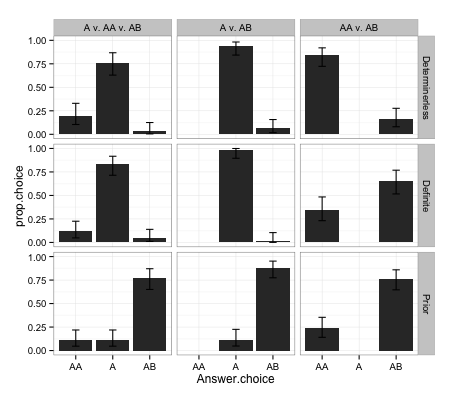 A v. AA v. AB A v. AB AA v. AB
1.00
0.75
0.50
0.25
0.00
Determinerless
prop.choice
1.00
0.75
0.50
0.25
0.00
Definite
1.00
0.75
0.50
0.25
0.00
Prior
AA A AB AA A AB AA A AB
Answer.choice